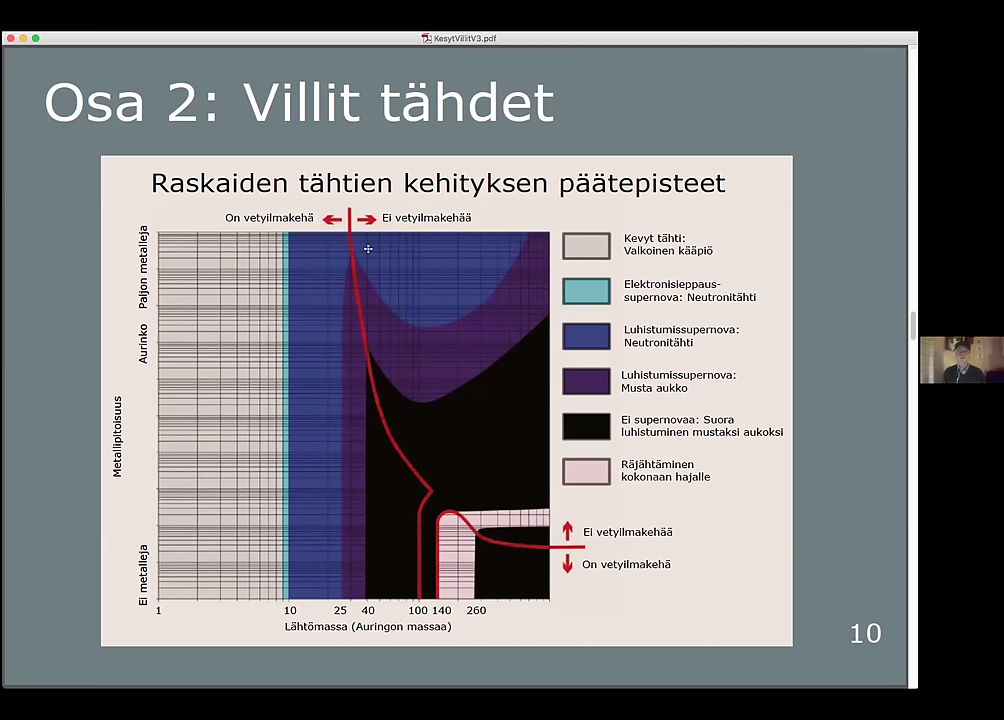 KesytVillitV3.pdf
Osa 2: Villit tähdet
Raskaiden tähtien kehityksen päätepisteet
On vetyilmakehä
Ei vetyilmakehää
Paljon metalleja
Aurinko
Metallipitoisuus
Ei metalleja
1
10
25
40
100
140
260
Lähtömassa (Auringon massaa)
Kevyt tähti:
Valkoinen kääpiö
Elektronisieppaus-
supernova: Neutronitähti
Luhistumissupernova:
Neutronitähti
Luhistumissupernova:
Musta aukko
Ei supernovaa: Suora
luhistuminen mustaksi aukoksi
Räjähtäminen
kokonaan hajalle
Ei vetyilmakehää
On vetyilmakehä
10